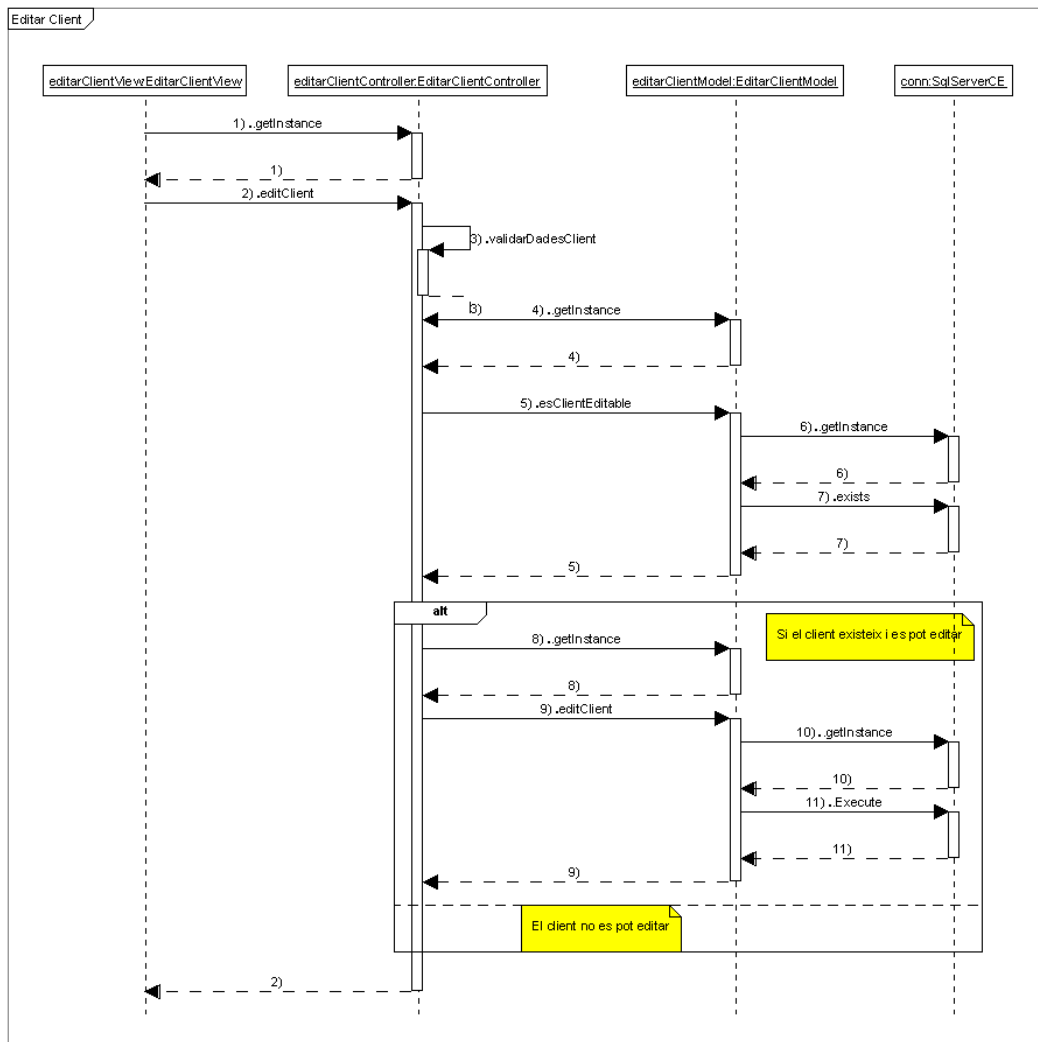 Editar Client
editarClientView:EditarClientView
editarClientController:EditarClientController
editarClientModel:EditarClientModel
conn:SqlServerCE
1)..getInstance
1)
2).editClient
3).validarDadesClient
3)
4)..getInstance
4)
5).esClientEditable
6)..getInstance
6)
7).exists
7)
5)
alt
Si el client existeix i es pot editar
8)..getInstance
8)
9).editClient
10)..getInstance
10)
11).Execute
11)
9)
El client no es pot editar
2)